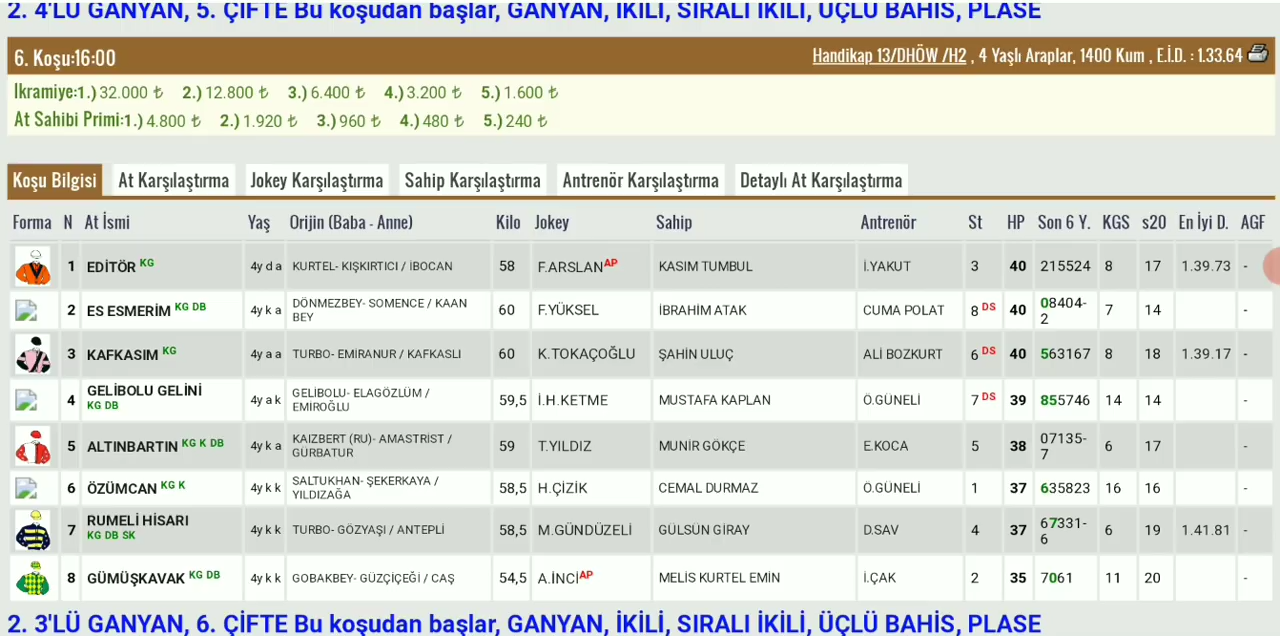 2. 4'LÜ GANYAN, 5. ÇİFTE Bu koşudan başlar, GANYAN, İKİLİ, SIRALI İKİLİ, ÜÇLÜ BAHİS, PLASE
6. Koşu:16:00 Handikap 13/DHÖW /H2 , 4 Yaşlı Araplar, 1400 Kum , E.İ.D. : 1.33.64
Ikramiye:1.) 32.000 ₺ 2.) 12.800 ₺ 3.) 6.400 ₺ 4.) 3.200 ₺ 5.) 1.600 ₺
At Sahibi Primi:1.) 4.800 ₺ 2.) 1.920 ₺ 3.) 960 ₺ 4.) 480 ₺ 5.) 240 ₺
Koşu Bilgisi At Karşılaştırma Jokey Karşılaştırma Sahip Karşılaştırma Antrenör Karşılaştırma Detaylı At Karşılaştırma
Forma N At İsmi Yaş Orijin (Baba - Anne) Kilo Jokey Sahip Antrenör St HP Son 6 Y. KGS s20 En İyi D. AGF
1 EDİTÖR KG 4y d a KURTEL- KIŞKIRTICI / İBOCAN 58 F.ARSLAN AP KASIM TUMBUL İ.YAKUT 3 40 215524 8 17 1.39.73 -
2 ES ESMERİM KG DB 4y k a DÖNMEZBEY- SOMENCE / KAAN BEY 60 F.YÜKSEL İBRAHİM ATAK CUMA POLAT 8 DS 40 08404-2 7 14 -
3 KAFKASIM KG 4y a a TURBO- EMİRANUR / KAFKASLI 60 K.TOKAÇOĞLU ŞAHİN ULUÇ ALİ BOZKURT 6 DS 40 563167 8 18 1.39.17 -
4 GELİBOLU GELİNİ KG DB 4y a k GELİBOLU- ELAGÖZLÜM / EMİROĞLU 59,5 İ.H.KETME MUSTAFA KAPLAN Ö.GÜNELİ 7 DS 39 855746 14 14 -
5 ALTINBARTIN KG K DB 4y k a KAIZBERT (RU)- AMASTRİST / GÜRBATUR 59 T.YILDIZ MUNİR GÖKÇE E.KOCA 5 38 07135-7 6 17 -
6 ÖZÜMCAN KG K 4y k k SALTUKHAN- ŞEKERKAYA / YILDIZAĞA 58,5 H.ÇİZİK CEMAL DURMAZ Ö.GÜNELİ 1 37 635823 16 16 -
7 RUMELİ HİSARI KG DB SK 4y k k TURBO- GÖZYAŞI / ANTEPLİ 58,5 M.GÜNDÜZELİ GÜLSÜN GİRAY D.SAV 4 37 67331-6 6 19 1.41.81 -
8 GÜMÜŞKAVAK KG DB 4y k k GOBAKBEY- GÜZÇİÇEĞİ / CAŞ 54,5 A.İNCİ AP MELİS KURTEL EMİN İ.ÇAK 2 35 7061 11 20 -
2. 3'LÜ GANYAN, 6. ÇİFTE Bu koşudan başlar, GANYAN, İKİLİ, SIRALI İKİLİ, ÜÇLÜ BAHİS, PLASE